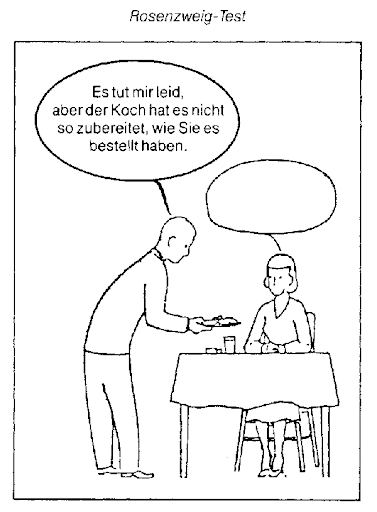 Rosenzweig-Test
Es tut mir leid,
aber der Koch hat es nicht
so zubereitet, wie Sie es
bestellt haben.